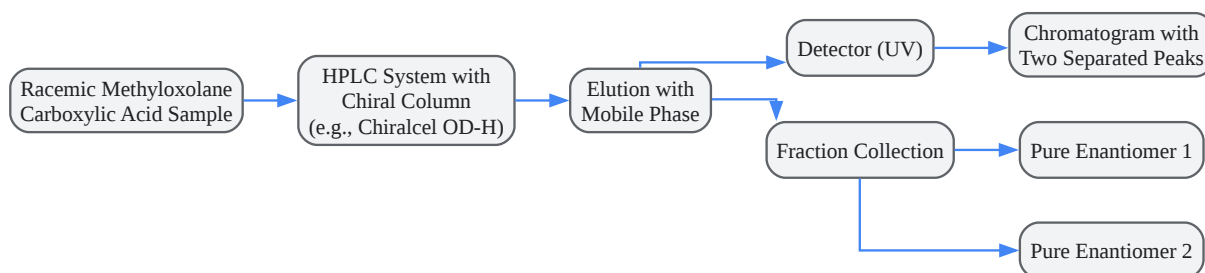 Racemic Methyloxolane
Carboxylic Acid Sample
HPLC System with
Chiral Column
(e.g., Chiralcel OD-H)
Elution with
Mobile Phase
Detector (UV)
Chromatogram with
Two Separated Peaks
Fraction Collection
Pure Enantiomer 1
Pure Enantiomer 2